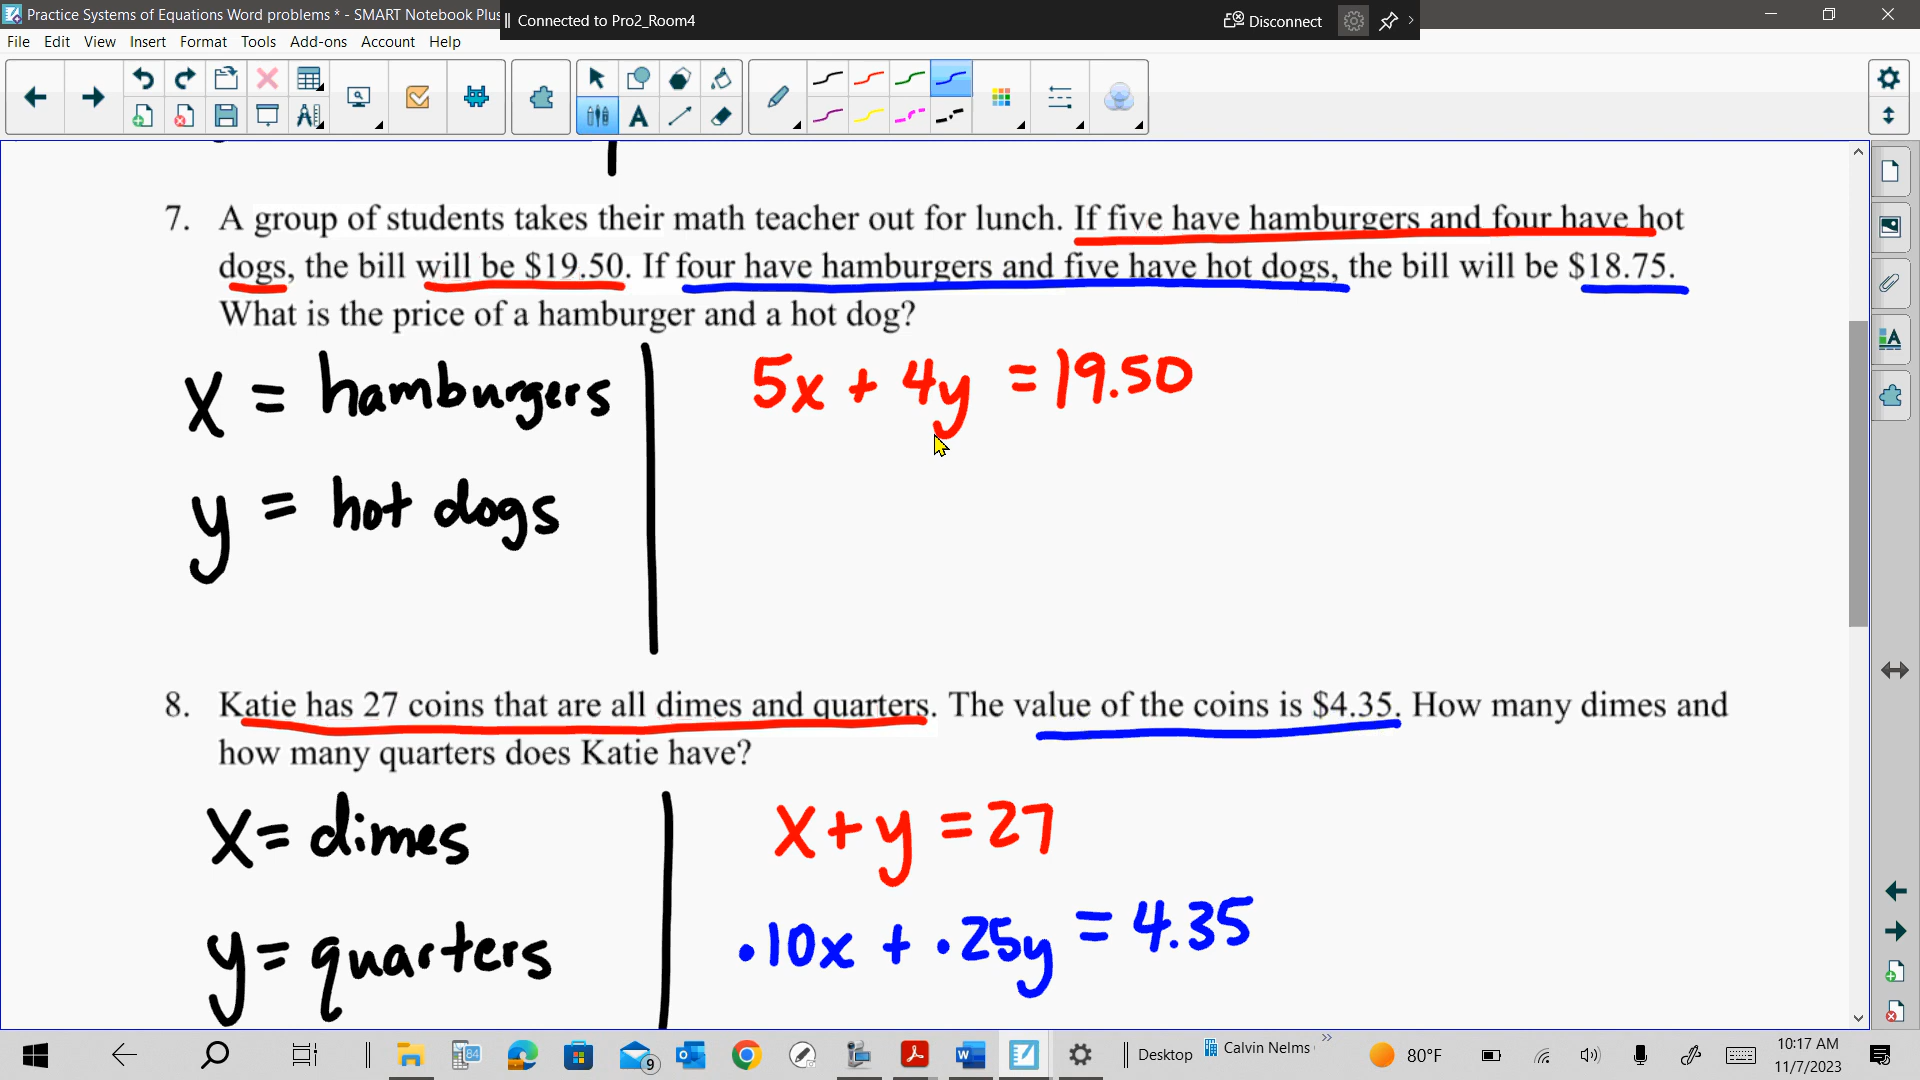 Practice Systems of Equations Word problems * - SMART Notebook Plus
Connected to Pro2_Room4
Disconnect
File Edit View Insert Format Tools Add-ons Account Help
7. A group of students takes their math teacher out for lunch. If five have hamburgers and four have hot
dogs, the bill will be $19.50. If four have hamburgers and five have hot dogs, the bill will be $18.75.
What is the price of a hamburger and a hot dog?
x = hamburgers
5x + 4y = 19.50
y = hot dogs
8. Katie has 27 coins that are all dimes and quarters. The value of the coins is $4.35. How many dimes and
how many quarters does Katie have?
x = dimes
x + y = 27
y = quarters
.10x + .25y = 4.35
84
9
Desktop
Calvin Nelms
80°F
10:17 AM
11/7/2023